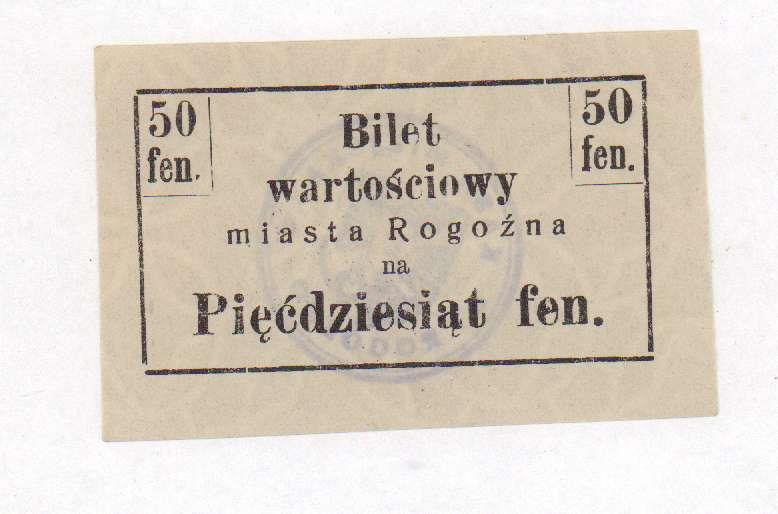 50 fen.
50 fen.
Bilet
wartościowy
miasta Rogoźna
na
Pięćdziesiąt fen.